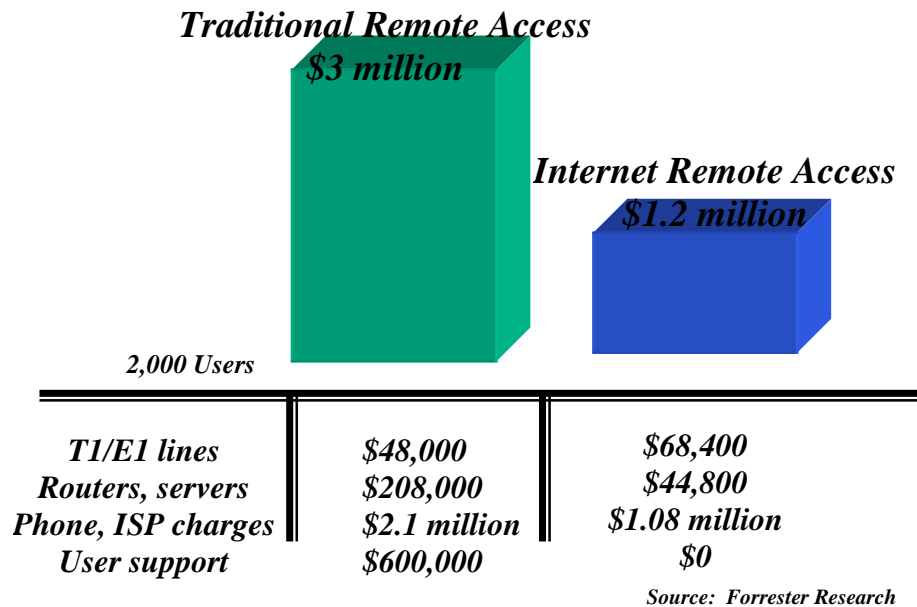 Traditional Remote Access
$3 million
Internet Remote Access
$1.2 million
2,000 Users
T1/E1 lines $48,000 $68,400
Routers, servers $208,000 $44,800
Phone, ISP charges $2.1 million $1.08 million
User support $600,000 $0
Source: Forrester Research